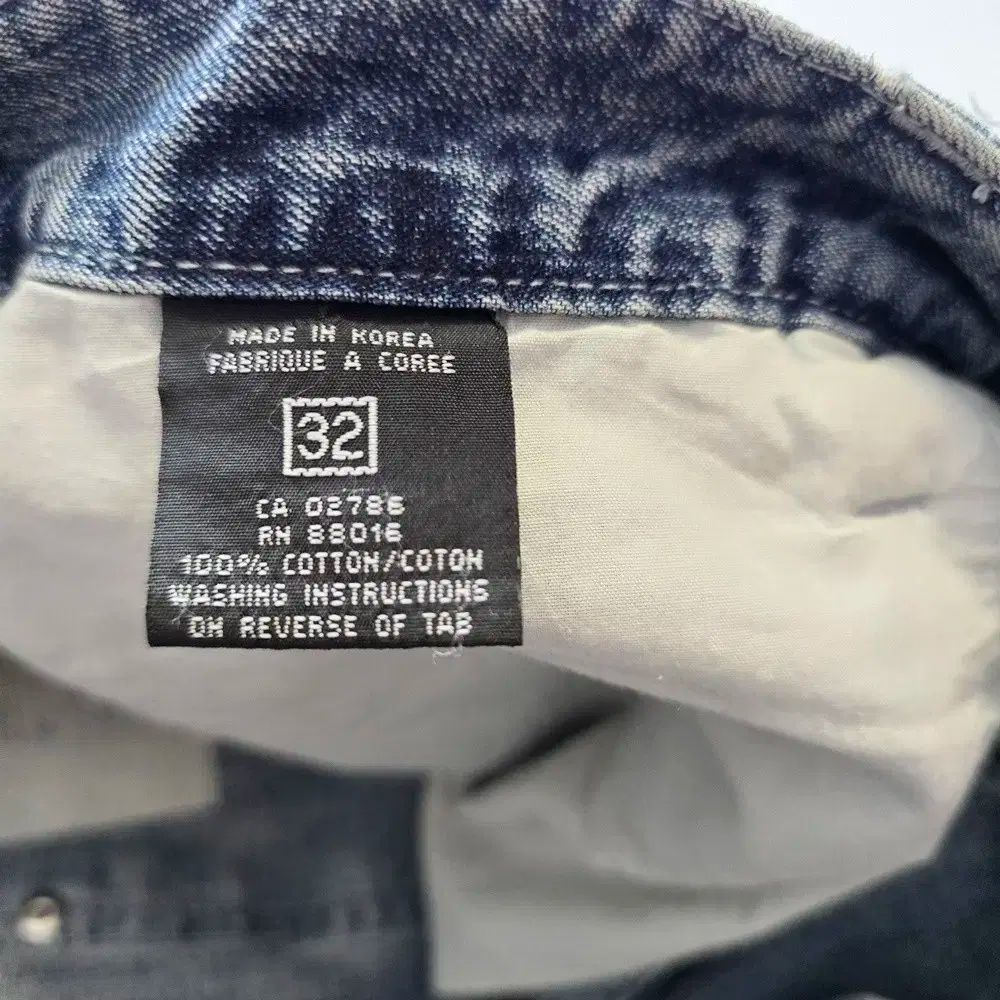 MADE IN KOREA
FABRIQUE A COREE
32
CA 02786
RN 88016
100% COTTON/COTON
WASHING INSTRUCTIONS
ON REVERSE OF TAB